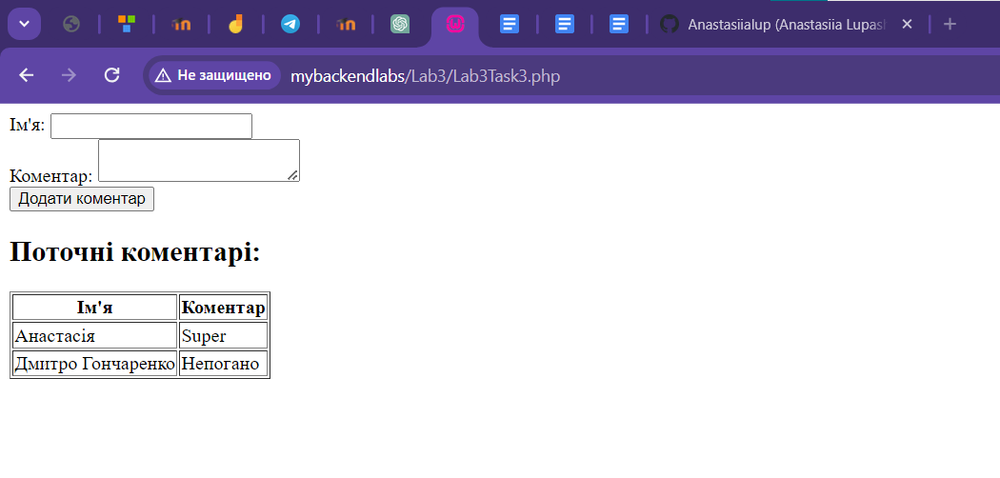 Anastasiialup (Anastasiia Lupash
Не защищено mybackendlabs/Lab3/Lab3Task3.php
Ім'я:
Коментар:
Додати коментар
Поточні коментарі:
Ім'я Коментар
Анастасія Super
Дмитро Гончаренко Непогано